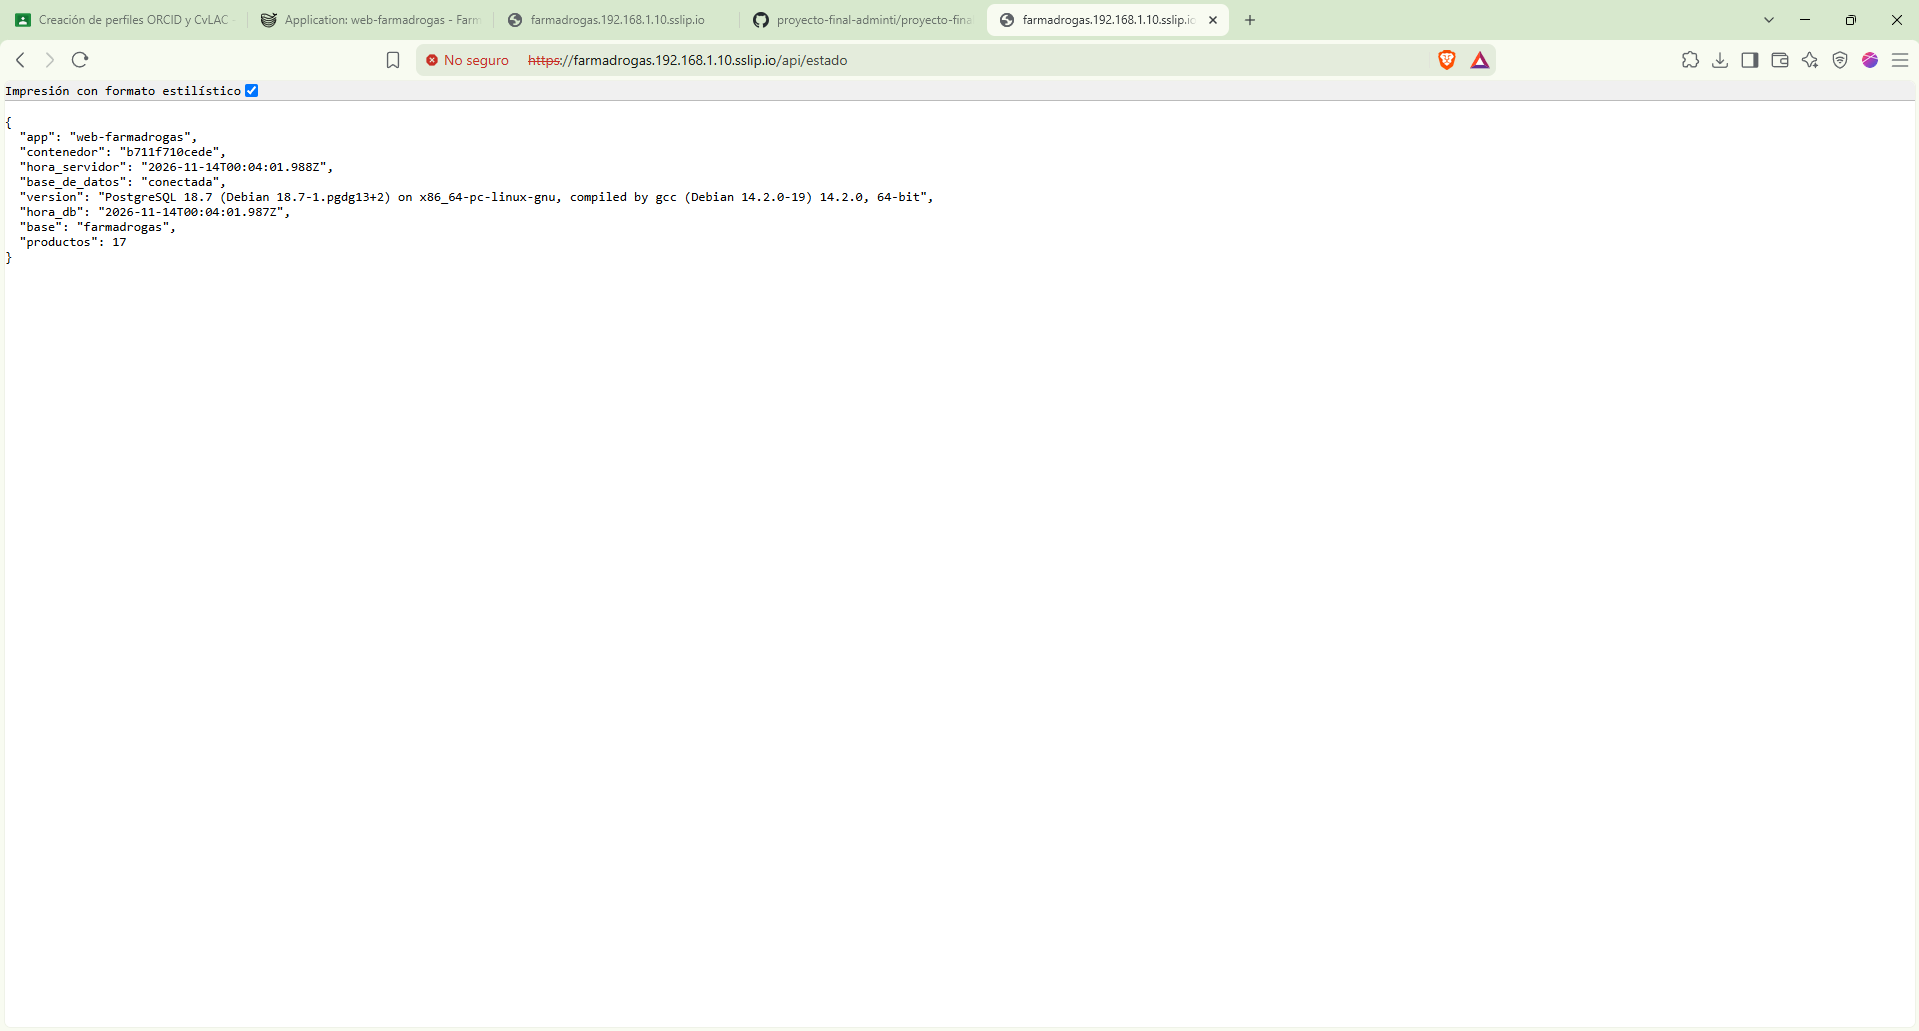 Creación de perfiles ORCID y CvLAC
Application: web-farmadrogas - Farm
farmadrogas.192.168.1.10.sslip.io
proyecto-final-adminti/proyecto-fina
farmadrogas.192.168.1.10.sslip.io
No seguro https://farmadrogas.192.168.1.10.sslip.io/api/estado
Impresión con formato estilístico
{
"app": "web-farmadrogas",
"contenedor": "b711f710cede",
"hora_servidor": "2026-11-14T00:04:01.988Z",
"base_de_datos": "conectada",
"version": "PostgreSQL 18.7 (Debian 18.7-1.pgdg13+2) on x86_64-pc-linux-gnu, compiled by gcc (Debian 14.2.0-19) 14.2.0, 64-bit",
"hora_db": "2026-11-14T00:04:01.987Z",
"base": "farmadrogas",
"productos": 17
}